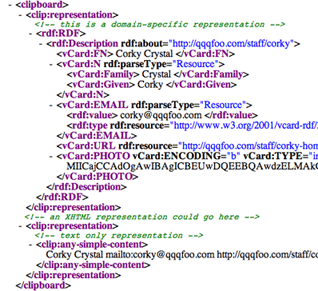 - <clipboard>
- <clip:representation>
<!-- this is a domain-specific representation -->
- <rdf:RDF>
- <rdf:Description rdf:about="http://qqqfoo.com/staff/corky">
<vCard:FN> Corky Crystal </vCard:FN>
- <vCard:N rdf:parseType="Resource">
<vCard:Family> Crystal </vCard:Family>
<vCard:Given> Corky </vCard:Given>
</vCard:N>
- <vCard:EMAIL rdf:parseType="Resource">
<rdf:value> corky@qqqfoo.com </rdf:value>
<rdf:type rdf:resource="http://www.w3.org/2001/vcard-rdf/
</vCard:EMAIL>
<vCard:URL rdf:resource="http://qqqfoo.com/staff/corky-hom
- <vCard:PHOTO vCard:ENCODING="b" vCard:TYPE="in
MIICajCCAdOgAwIBAgICBEUwDQEEBQAwdzELMAkG
</vCard:PHOTO>
</rdf:Description>
</rdf:RDF>
</clip:representation>
<!-- an XHTML representation could go here -->
- <clip:representation>
<!-- text only representation -->
- <clip:any-simple-content>
Corky Crystal mailto:corky@qqqfoo.com http://qqqfoo.com/staff/co
</clip:any-simple-content>
</clip:representation>
</clipboard>